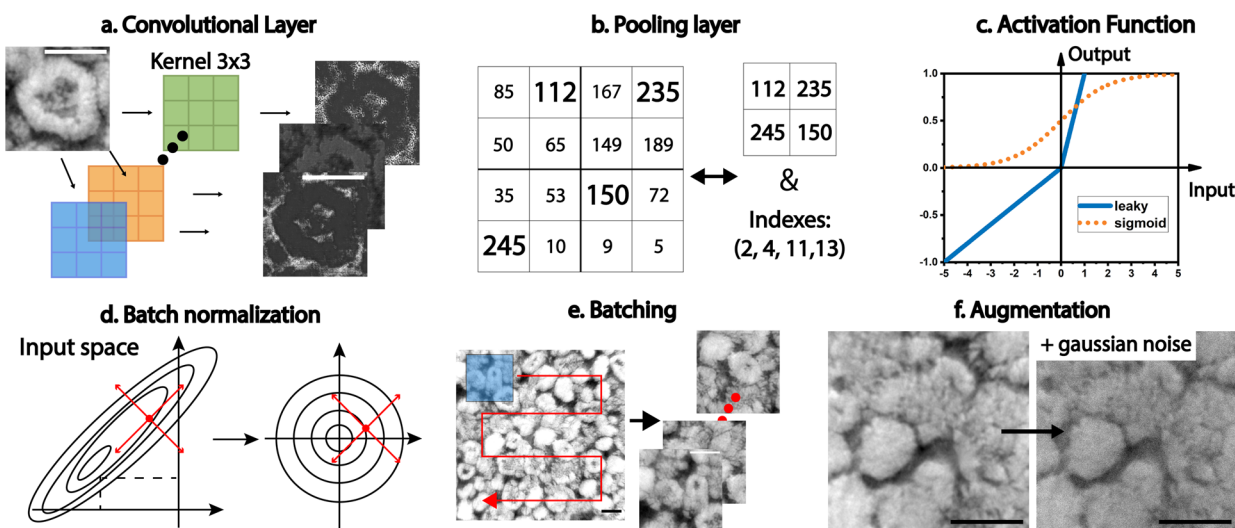 a. Convolutional Layer
Kernel 3x3
b. Pooling layer
85 112 167 235
50 65 149 189
35 53 150 72
245 10 9 5
112 235
245 150
&
Indexes:
(2, 4, 11,13)
c. Activation Function
Output
1.0
0.5
0.0
-0.5
-1.0
Input
leaky
sigmoid
-5 -4 -3 -2 -1 0 1 2 3 4 5
d. Batch normalization
Input space
e. Batching
f. Augmentation
+ gaussian noise